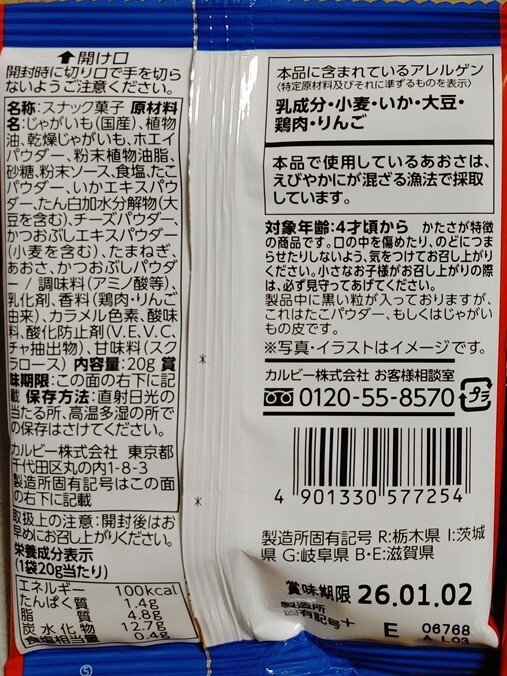 ⬆開け口
開封時に切り口で手を切ら
ないようご注意ください。
名称:スナック菓子 原材料
名:じゃがいも(国産)、植物
油、乾燥じゃがいも、ホエイ
パウダー、粉末植物油脂、
砂糖、粉末ソース、食塩、たこ
パウダー、いかエキスパウ
ダー、たん白加水分解物(大
豆を含む)、チーズパウダー、
かつおぶしエキスパウダー
(小麦を含む)、たまねぎ、
あおさ、かつおぶしパウダ
ー / 調味料(アミノ酸等)、
乳化剤、香料(鶏肉・りんご
由来)、カラメル色素、酸味
料、酸化防止剤(V.E、V.C、
チャ抽出物)、甘味料(スク
ラロース) 内容量:20g 賞
味期限:この面の右下に記
載 保存方法:直射日光の
当たる所、高温多湿の所で
の保存はさけてください。
カルビー株式会社 東京都
千代田区丸の内1-8-3
製造所固有記号はこの面
の右下に記載
取扱上の注意:開封後はお
早めにお召し上がりください。
栄養成分表示
(1袋20g当たり)
エネルギー 100kcal
たんぱく質 1.4g
脂質 4.8g
炭水化物 12.7g
食塩相当量 0.4g
⑤
本品に含まれているアレルゲン
(特定原材料及びそれに準ずるものを表示)
乳成分・小麦・いか・大豆・
鶏肉・りんご
本品で使用しているあおさは、
えびやかにが混ざる漁法で採取
しています。
対象年齢:4才頃から かたさが特徴
の商品です。口の中を傷めたり、のどにつま
らせたりしないよう、気をつけてお召し上がり
ください。小さなお子様がお召し上がりの際
は、必ず見守ってあげてください。
製品中に黒い粒が入っておりますが、
これはたこパウダー、もしくはじゃがい
もの皮です。
※写真・イラストはイメージです。
カルビー株式会社 お客様相談室
0120-55-8570
プラ
4 901330 577254
製造所固有記号 R:栃木県 I:茨城
県 G:岐阜県 B・E:滋賀県
賞味期限 26.01.02
製造所
固有記号+ E 06768
A L03